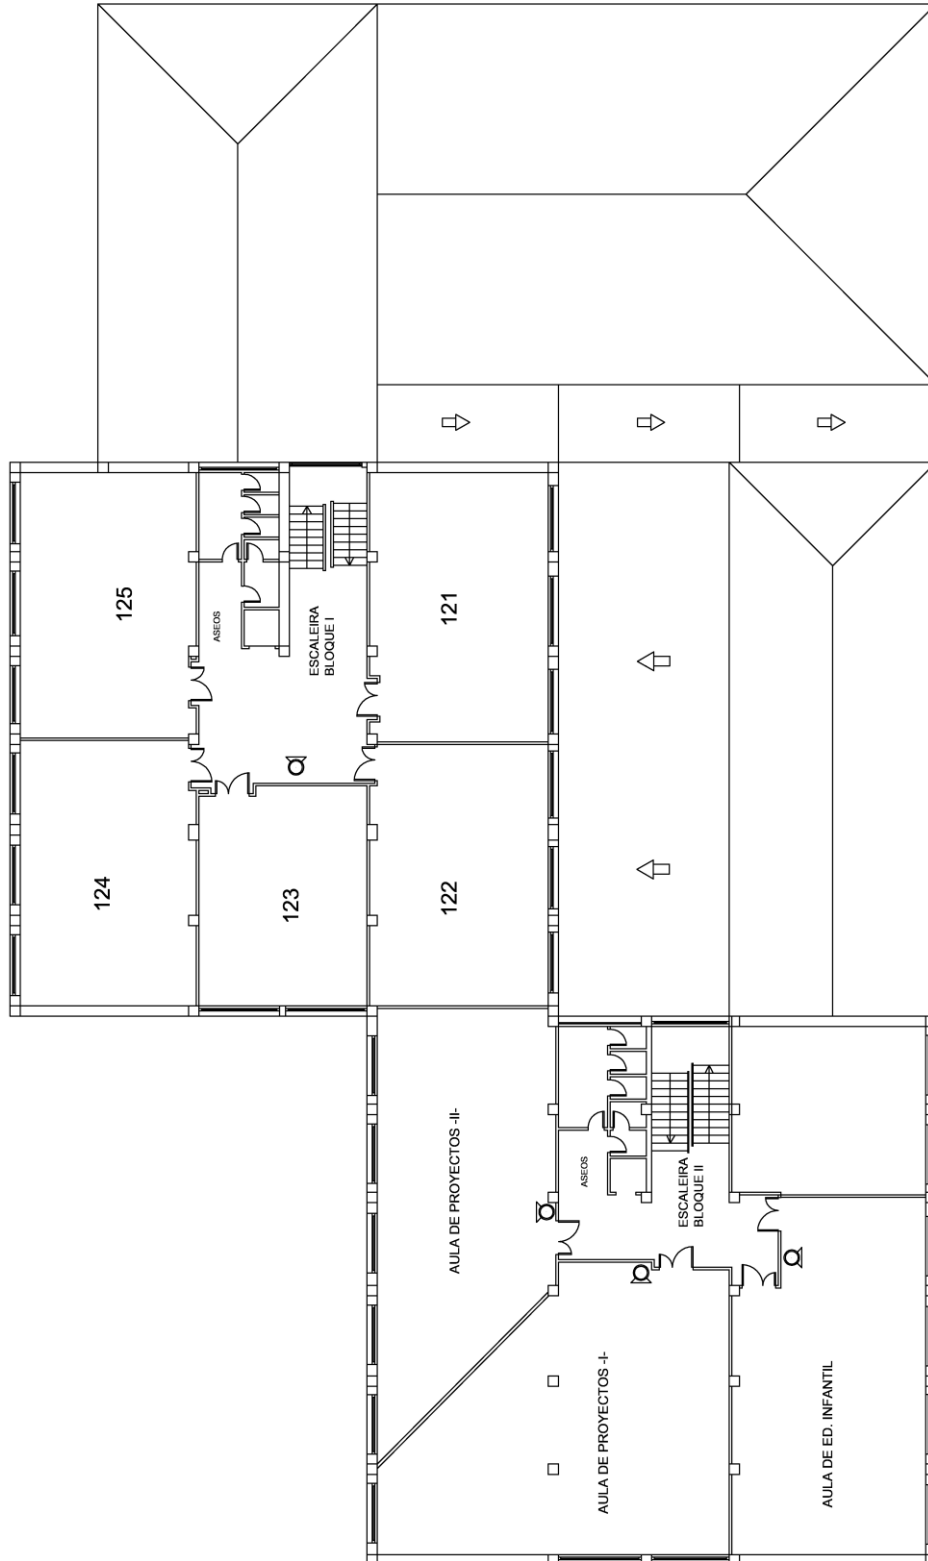 125
ASEOS
ESCALEIRA
BLOQUE I
121
124
123
122
AULA DE PROYECTOS -II-
ASEOS
ESCALEIRA
BLOQUE II
AULA DE PROYECTOS -I-
AULA DE ED. INFANTIL